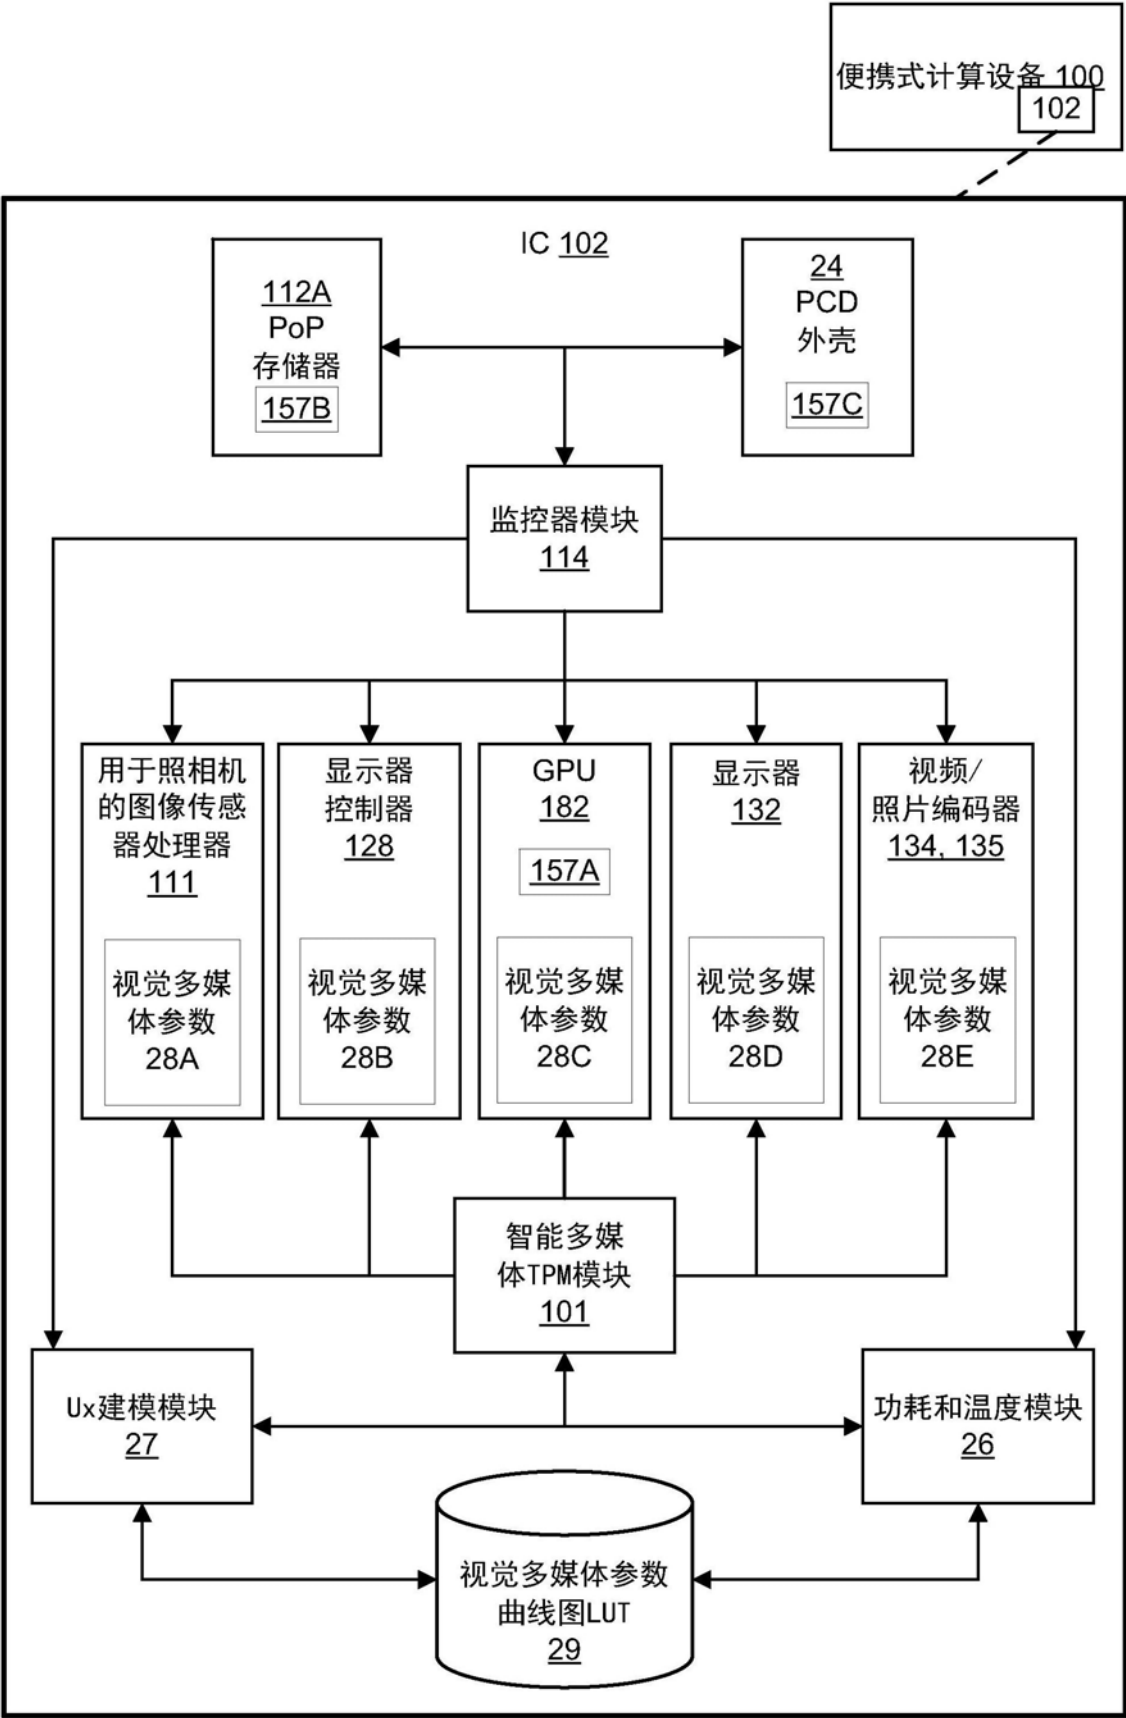 便携式计算设备 100
102
IC 102
112A
PoP
存储器
157B
24
PCD
外壳
157C
监控器模块
114
用于照相机
的图像传感
器处理器
111
视觉多媒
体参数
28A
显示器
控制器
128
视觉多媒
体参数
28B
GPU
182
157A
视觉多媒
体参数
28C
显示器
132
视觉多媒
体参数
28D
视频/
照片编码器
134, 135
视觉多媒
体参数
28E
智能多媒
体TPM模块
101
Ux建模模块
27
功耗和温度模块
26
视觉多媒体参数
曲线图LUT
29